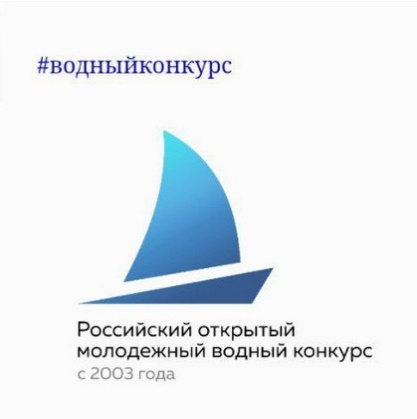 #водныйконкурс
Российский открытый
молодежный водный конкурс
с 2003 года